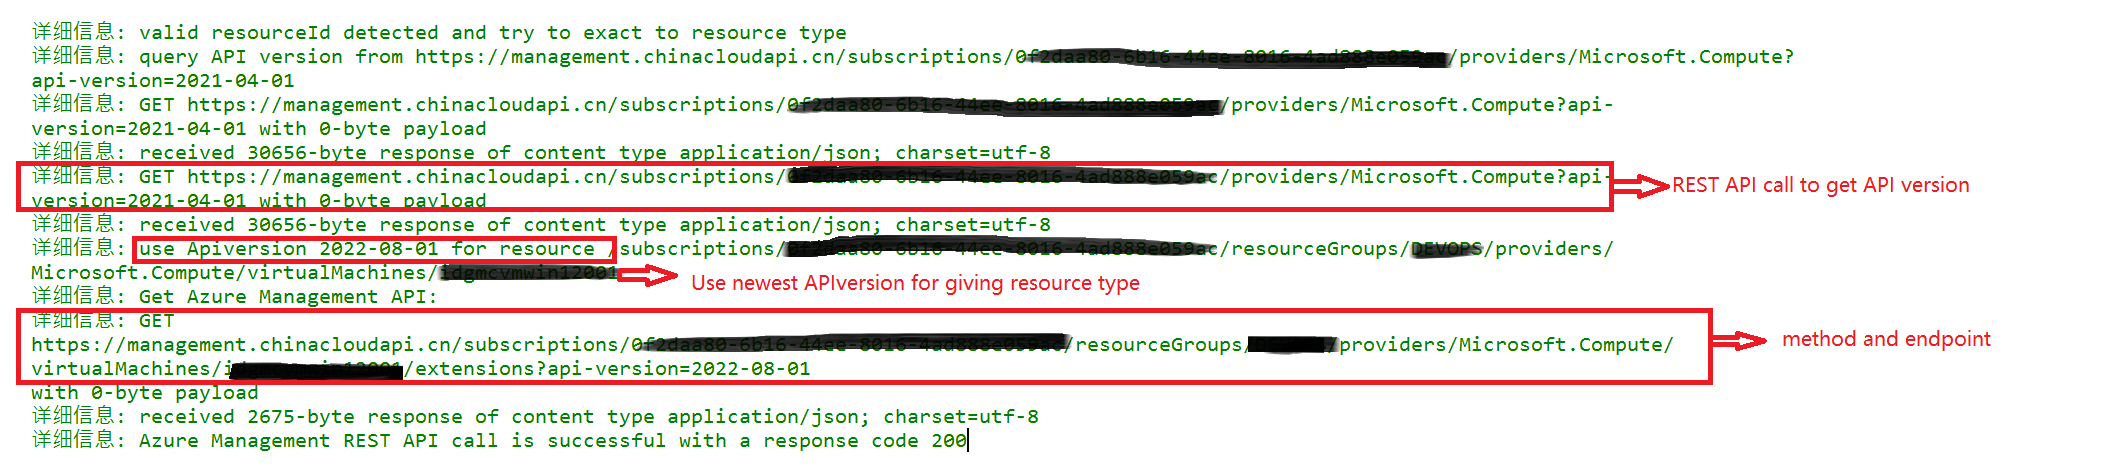 详细信息: valid resourceId detected and try to exact to resource type
详细信息: query API version from https://management.chinacloudapi.cn/subscriptions/ /providers/Microsoft.Compute?
api-version=2021-04-01
详细信息: GET https://management.chinacloudapi.cn/subscriptions/ /providers/Microsoft.Compute?api-
version=2021-04-01 with 0-byte payload
详细信息: received 30656-byte response of content type application/json; charset=utf-8
详细信息: GET https://management.chinacloudapi.cn/subscriptions/ /providers/Microsoft.Compute?api-
REST API call to get API version
version=2021-04-01 with 0-byte payload
详细信息: received 30656-byte response of content type application/json; charset=utf-8
详细信息: use Apiversion 2022-08-01 for resource /subscriptions/ /resourceGroups/ /providers/
Microsoft.Compute/virtualMachines/
Use newest APIversion for giving resource type
详细信息: Get Azure Management API:
详细信息: GET
https://management.chinacloudapi.cn/subscriptions/ /resourceGroups/ /providers/Microsoft.Compute/
method and endpoint
virtualMachines/ /extensions?api-version=2022-08-01
with 0-byte payload
详细信息: received 2675-byte response of content type application/json; charset=utf-8
详细信息: Azure Management REST API call is successful with a response code 200